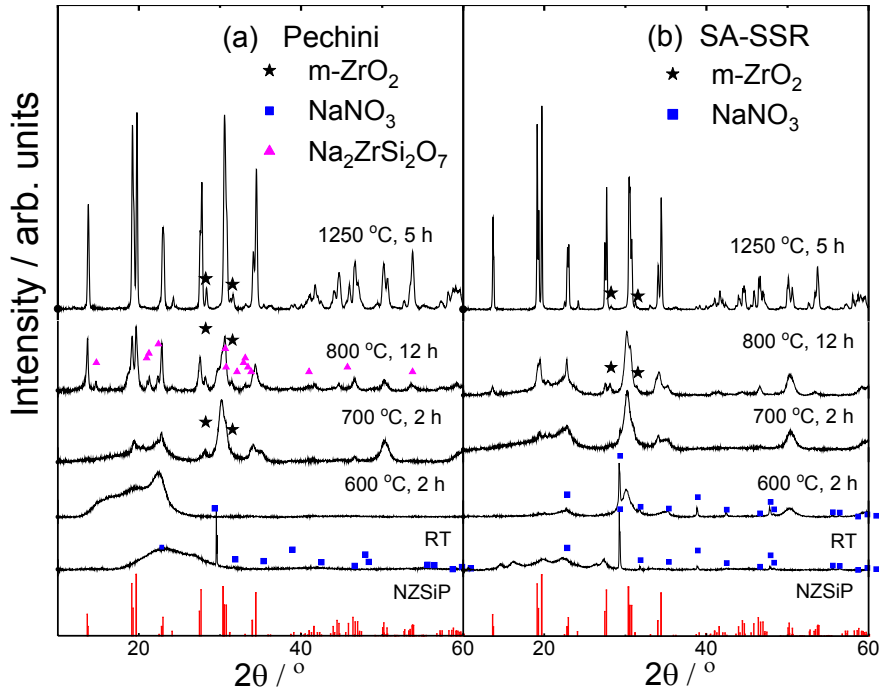 Intensity / arb. units
(a) Pechini
★ m-ZrO₂
■ NaNO₃
▲ Na₂ZrSi₂O₇
1250 °C, 5 h
800 °C, 12 h
700 °C, 2 h
600 °C, 2 h
RT
NZSiP
20
40
60
2θ / °
(b) SA-SSR
★ m-ZrO₂
■ NaNO₃
1250 °C, 5 h
800 °C, 12 h
700 °C, 2 h
600 °C, 2 h
RT
NZSiP
20
40
60
2θ / °